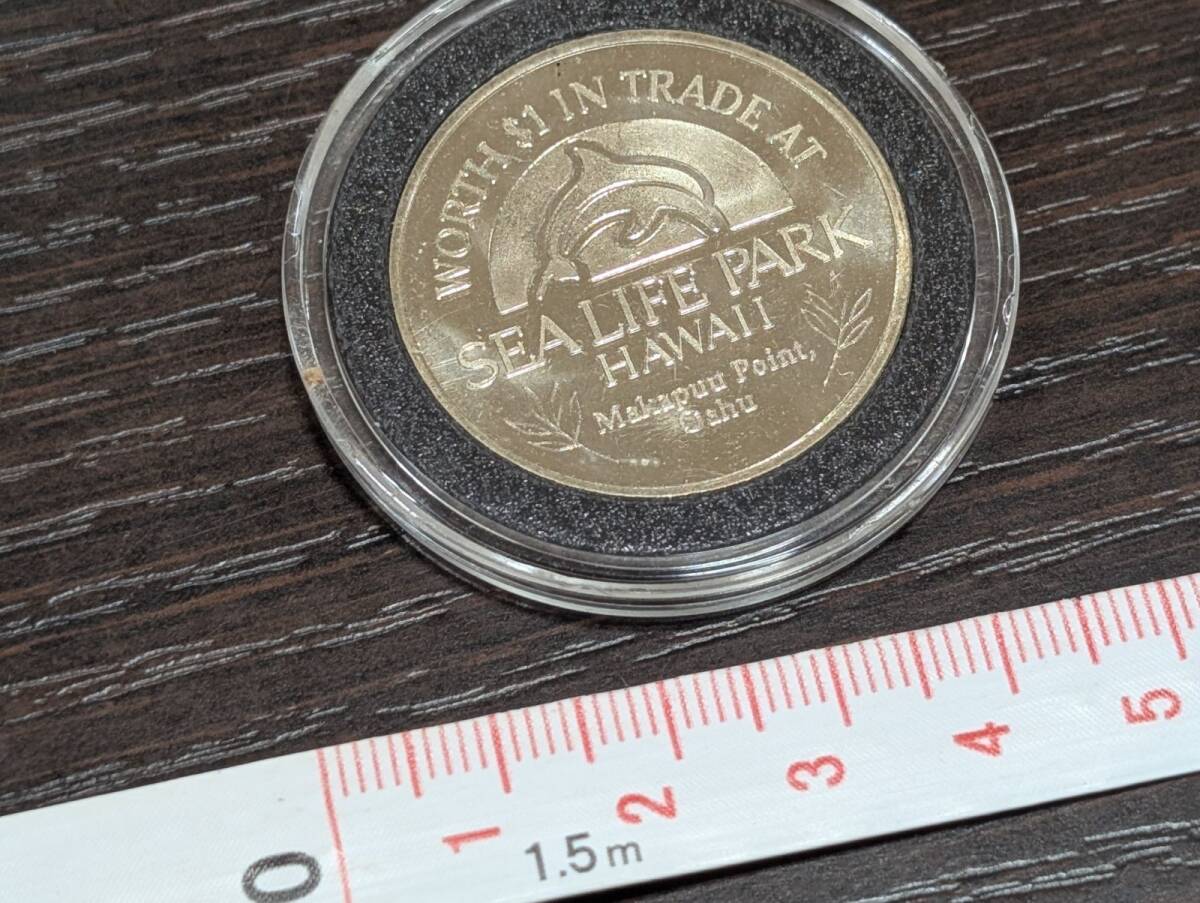 WORTH $1 IN TRADE AT
SEA LIFE PARK
HAWAII
Makapuu Point,
Oahu
0 1 2 3 4 5
1.5m